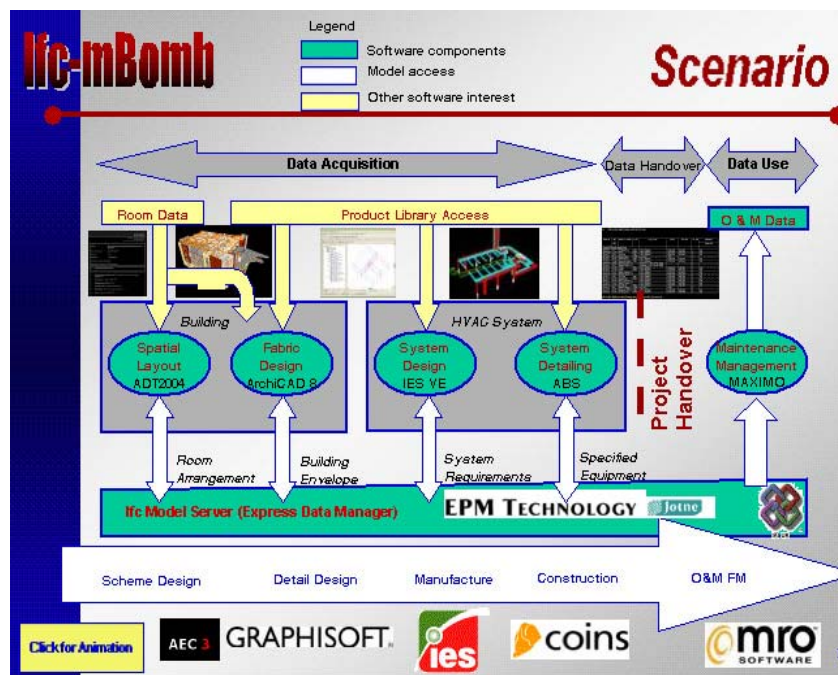 Ifc-mBomb
Legend
Software components
Model access
Other software interest
Scenario
Data Acquisition
Data Handover
Data Use
Room Data
Product Library Access
O & M Data
Building
HVAC System
Spatial
Layout
ADT2004
Fabric
Design
ArchiCAD 8
System
Design
IES VE
System
Detailing
ABS
Project
Handover
Maintenance
Management
MAXIMO
Room
Arrangement
Building
Envelope
System
Requirements
Specified
Equipment
Ifc Model Server (Express Data Manager)
EPM TECHNOLOGY
Jotne
Scheme Design
Detail Design
Manufacture
Construction
O&M FM
Click for Animation
AEC 3
GRAPHISOFT
ies
coins
mro
SOFTWARE